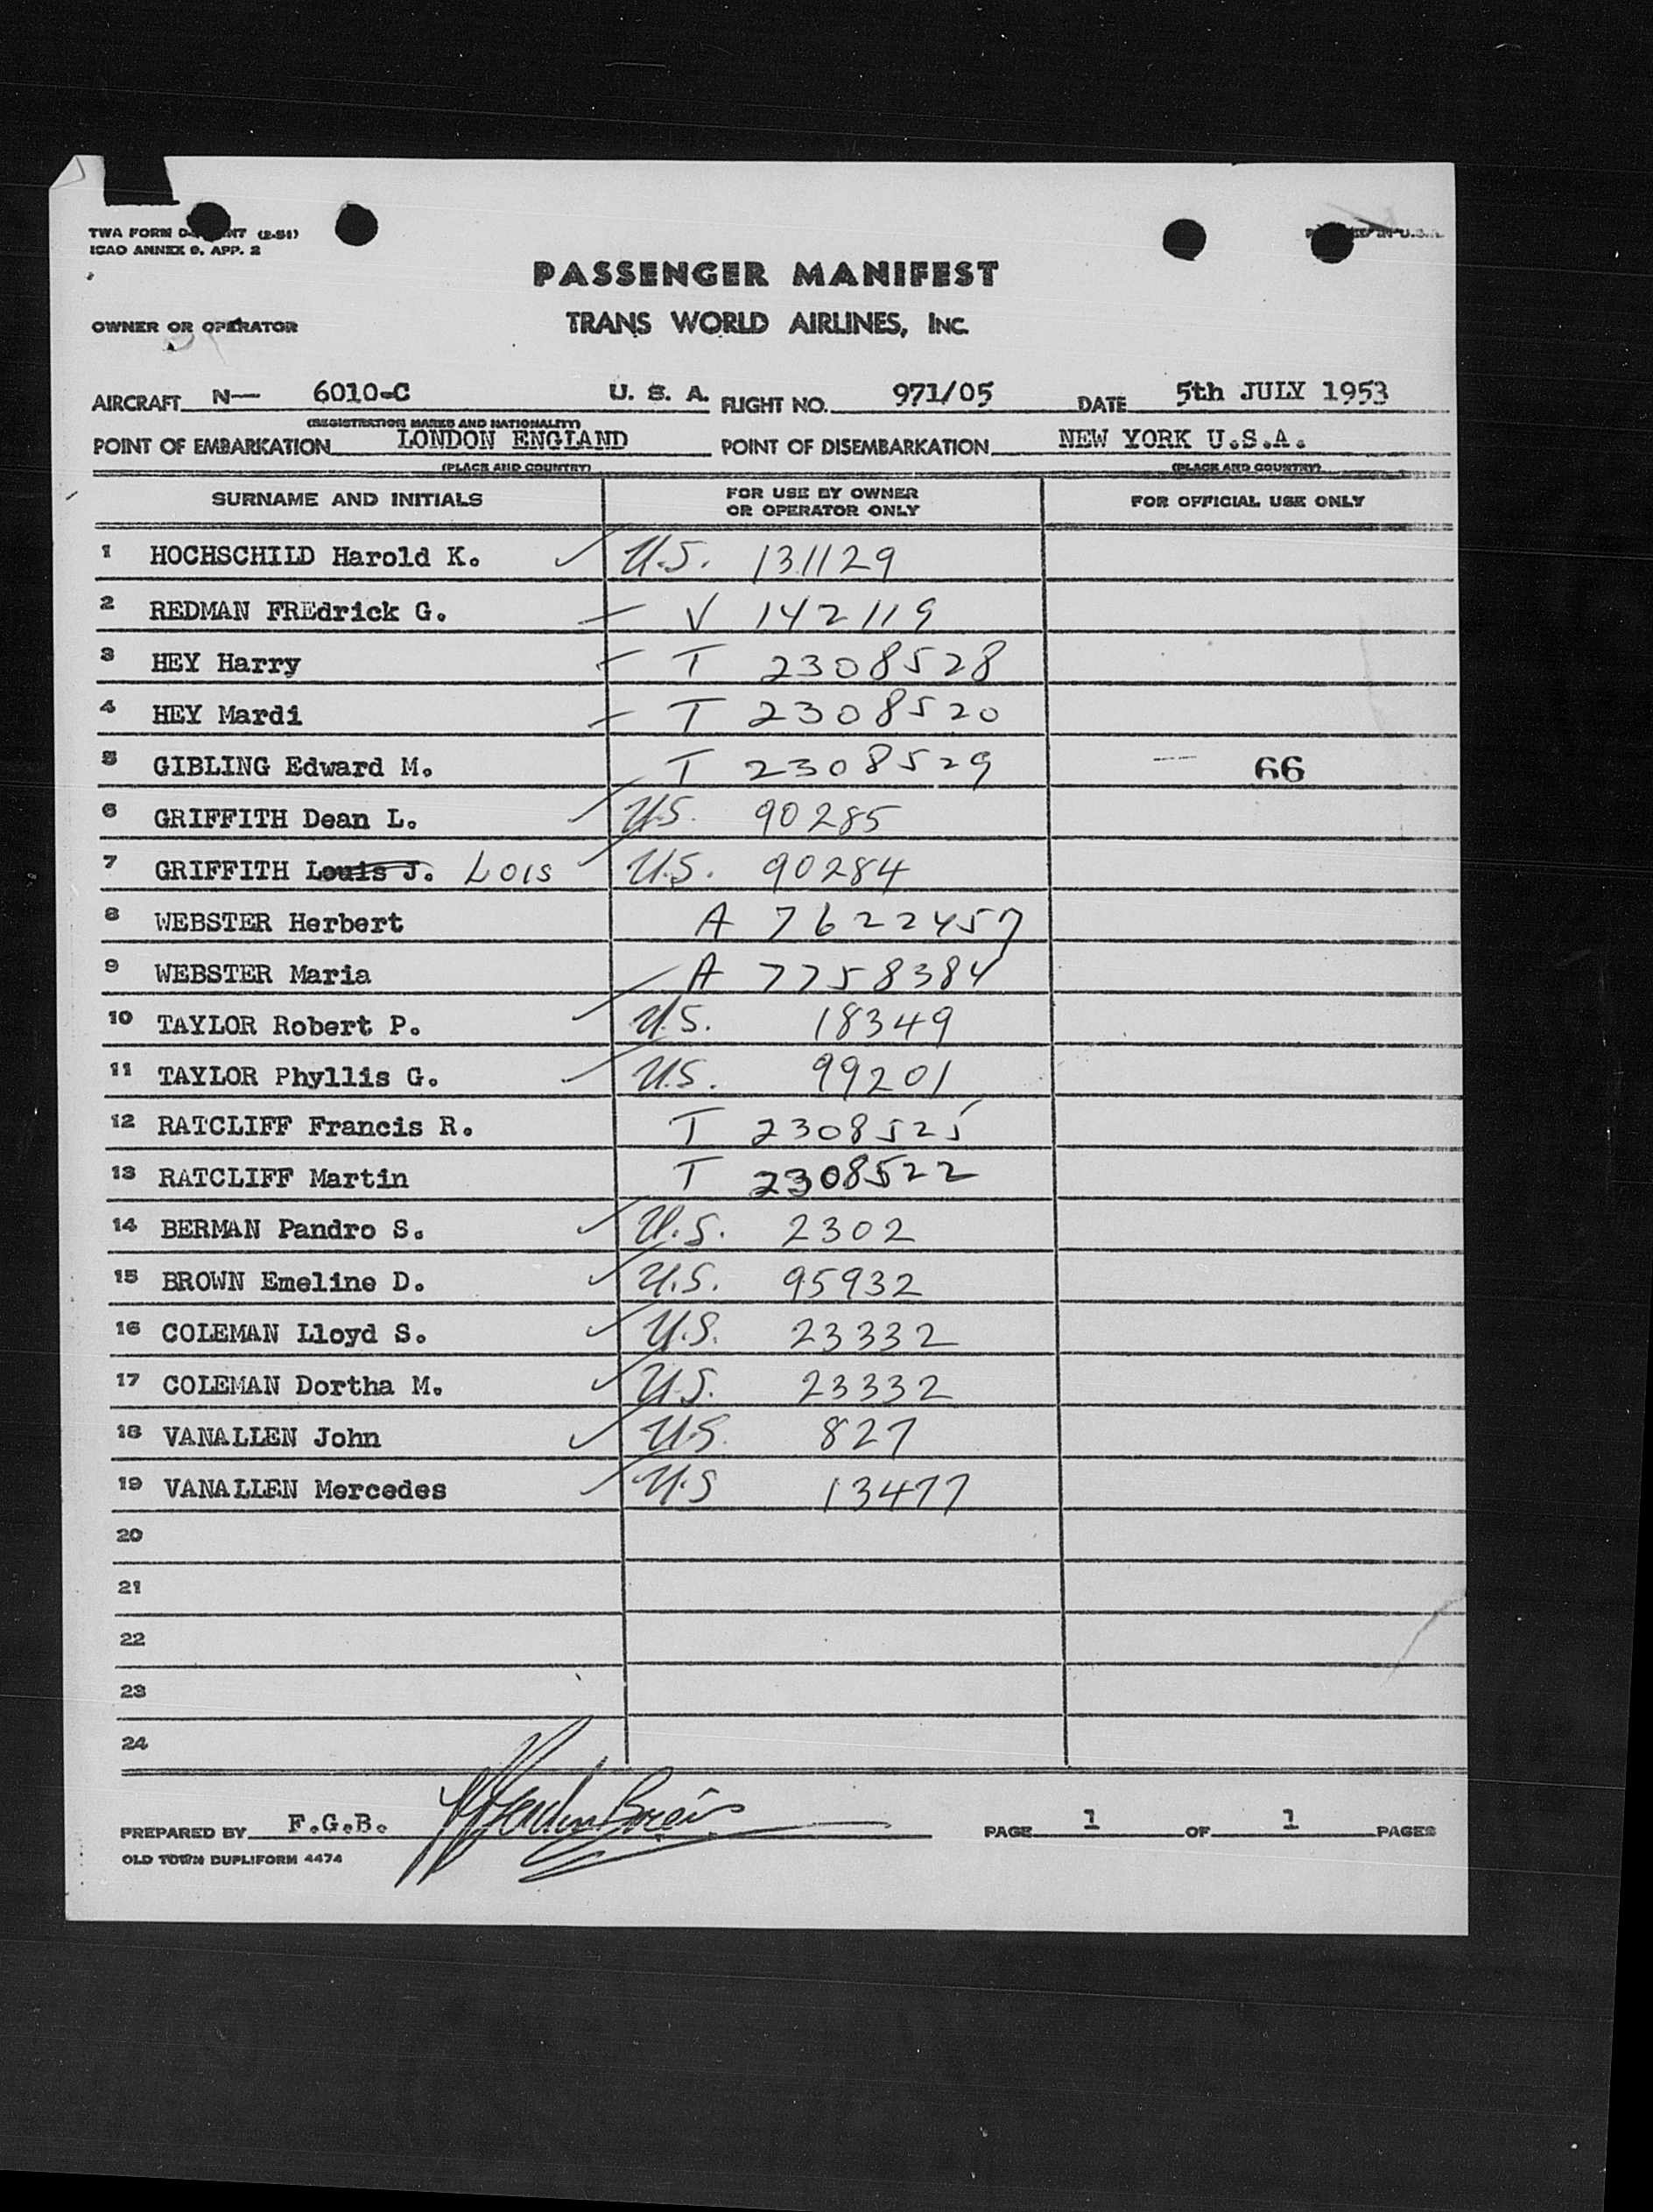 TWA FORM D- NT (2-51)
ICAO ANNEX 9, APP. 2
PASSENGER MANIFEST
OWNER OR OPERATOR TRANS WORLD AIRLINES, INC.
AIRCRAFT N— 6010-C U. S. A. FLIGHT NO. 971/05 DATE 5th JULY 1953
(REGISTRATION MARKS AND NATIONALITY)
POINT OF EMBARKATION LONDON ENGLAND POINT OF DISEMBARKATION NEW YORK U.S.A.
(PLACE AND COUNTRY) (PLACE AND COUNTRY)
SURNAME AND INITIALS FOR USE BY OWNER OR OPERATOR ONLY FOR OFFICIAL USE ONLY
1 HOCHSCHILD Harold K. ✓ U.S. 131129
2 REDMAN FREdrick G. – V 142119
3 HEY Harry – T 2308528
4 HEY Mardi – T 2308520
5 GIBLING Edward M. T 2308529 — 66
6 GRIFFITH Dean L. ✓ U.S. 90285
7 GRIFFITH Louis J. LOIS ✓ U.S. 90284
8 WEBSTER Herbert A 7622457
9 WEBSTER Maria A 7758384
10 TAYLOR Robert P. ✓ U.S. 18349
11 TAYLOR Phyllis G. ✓ U.S. 99201
12 RATCLIFF Francis R. T 2308525
13 RATCLIFF Martin T 2308522
14 BERMAN Pandro S. ✓ U.S. 2302
15 BROWN Emeline D. ✓ U.S. 95932
16 COLEMAN Lloyd S. ✓ U.S. 23332
17 COLEMAN Dortha M. ✓ U.S. 23332
18 VANALLEN John ✓ U.S. 827
19 VANALLEN Mercedes ✓ U.S 13477
20
21
22
23
24
PREPARED BY F.G.B. PAGE 1 OF 1 PAGES
OLD TOWN DUPLIFORM 4474